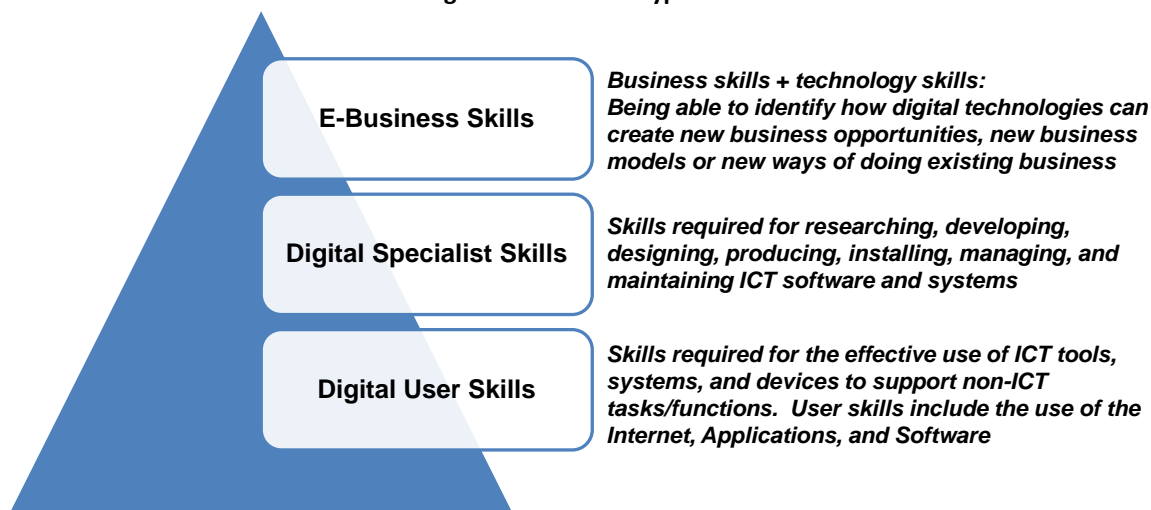 E-Business Skills
Business skills + technology skills:
Being able to identify how digital technologies can
create new business opportunities, new business
models or new ways of doing existing business
Digital Specialist Skills
Skills required for researching, developing,
designing, producing, installing, managing, and
maintaining ICT software and systems
Digital User Skills
Skills required for the effective use of ICT tools,
systems, and devices to support non-ICT
tasks/functions.  User skills include the use of the
Internet, Applications, and Software